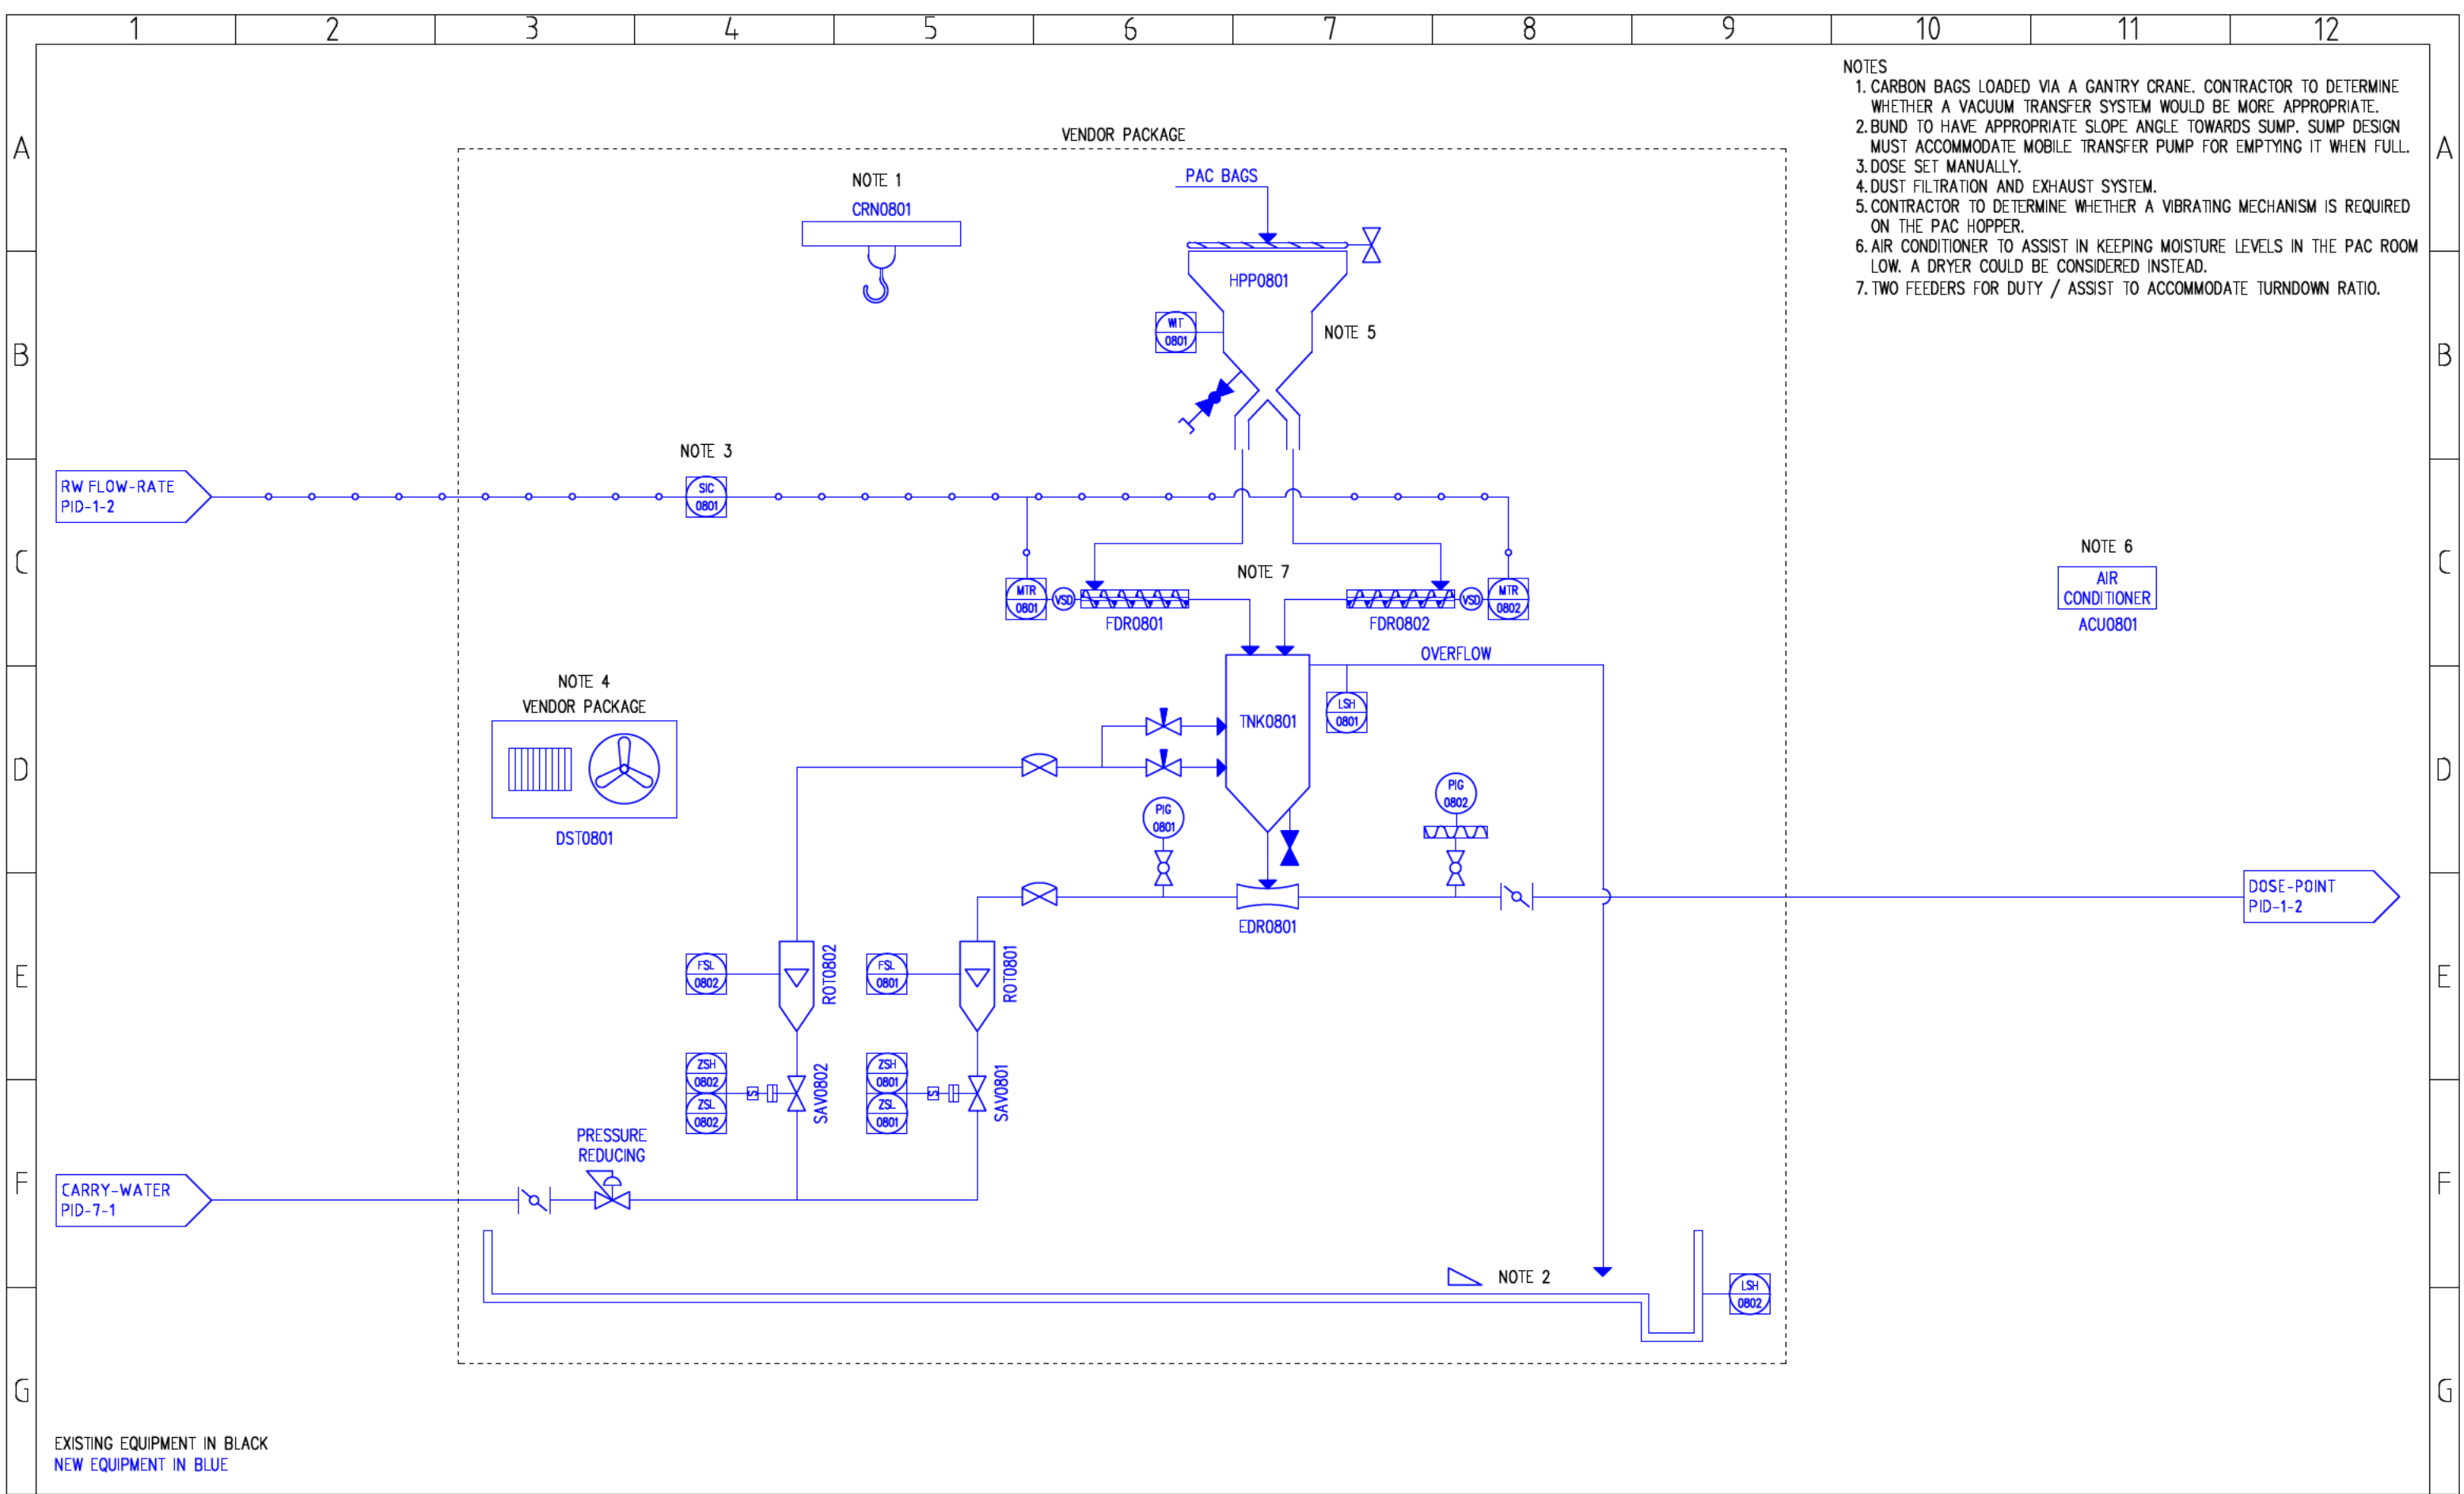 1 2 3 4 5 6 7 8 9 10 11 12
NOTES
1. CARBON BAGS LOADED VIA A GANTRY CRANE. CONTRACTOR TO DETERMINE
WHETHER A VACUUM TRANSFER SYSTEM WOULD BE MORE APPROPRIATE.
2. BUND TO HAVE APPROPRIATE SLOPE ANGLE TOWARDS SUMP. SUMP DESIGN
MUST ACCOMMODATE MOBILE TRANSFER PUMP FOR EMPTYING IT WHEN FULL.
3. DOSE SET MANUALLY.
4. DUST FILTRATION AND EXHAUST SYSTEM.
5. CONTRACTOR TO DETERMINE WHETHER A VIBRATING MECHANISM IS REQUIRED
ON THE PAC HOPPER.
6. AIR CONDITIONER TO ASSIST IN KEEPING MOISTURE LEVELS IN THE PAC ROOM
LOW. A DRYER COULD BE CONSIDERED INSTEAD.
7. TWO FEEDERS FOR DUTY / ASSIST TO ACCOMMODATE TURNDOWN RATIO.
A
A
VENDOR PACKAGE
NOTE 1
CRN0801
PAC BAGS
HPP0801
WIT
0801
NOTE 5
B
B
NOTE 3
SIC
0801
RW FLOW-RATE
PID-1-2
C
C
NOTE 6
AIR
CONDITIONER
ACU0801
NOTE 7
MTR
0801
VSD
FDR0801
VSD
MTR
0802
FDR0802
OVERFLOW
NOTE 4
VENDOR PACKAGE
DST0801
TNK0801
LSH
0801
D
D
PIG
0801
PIG
0802
EDR0801
DOSE-POINT
PID-1-2
E
E
FSL
0802
ROT0802
FSL
0801
ROT0801
ZSH
0802
ZSL
0802
SAV0802
ZSH
0801
ZSL
0801
SAV0801
S
S
PRESSURE
REDUCING
F
F
CARRY-WATER
PID-7-1
NOTE 2
LSH
0802
G
G
EXISTING EQUIPMENT IN BLACK
NEW EQUIPMENT IN BLUE